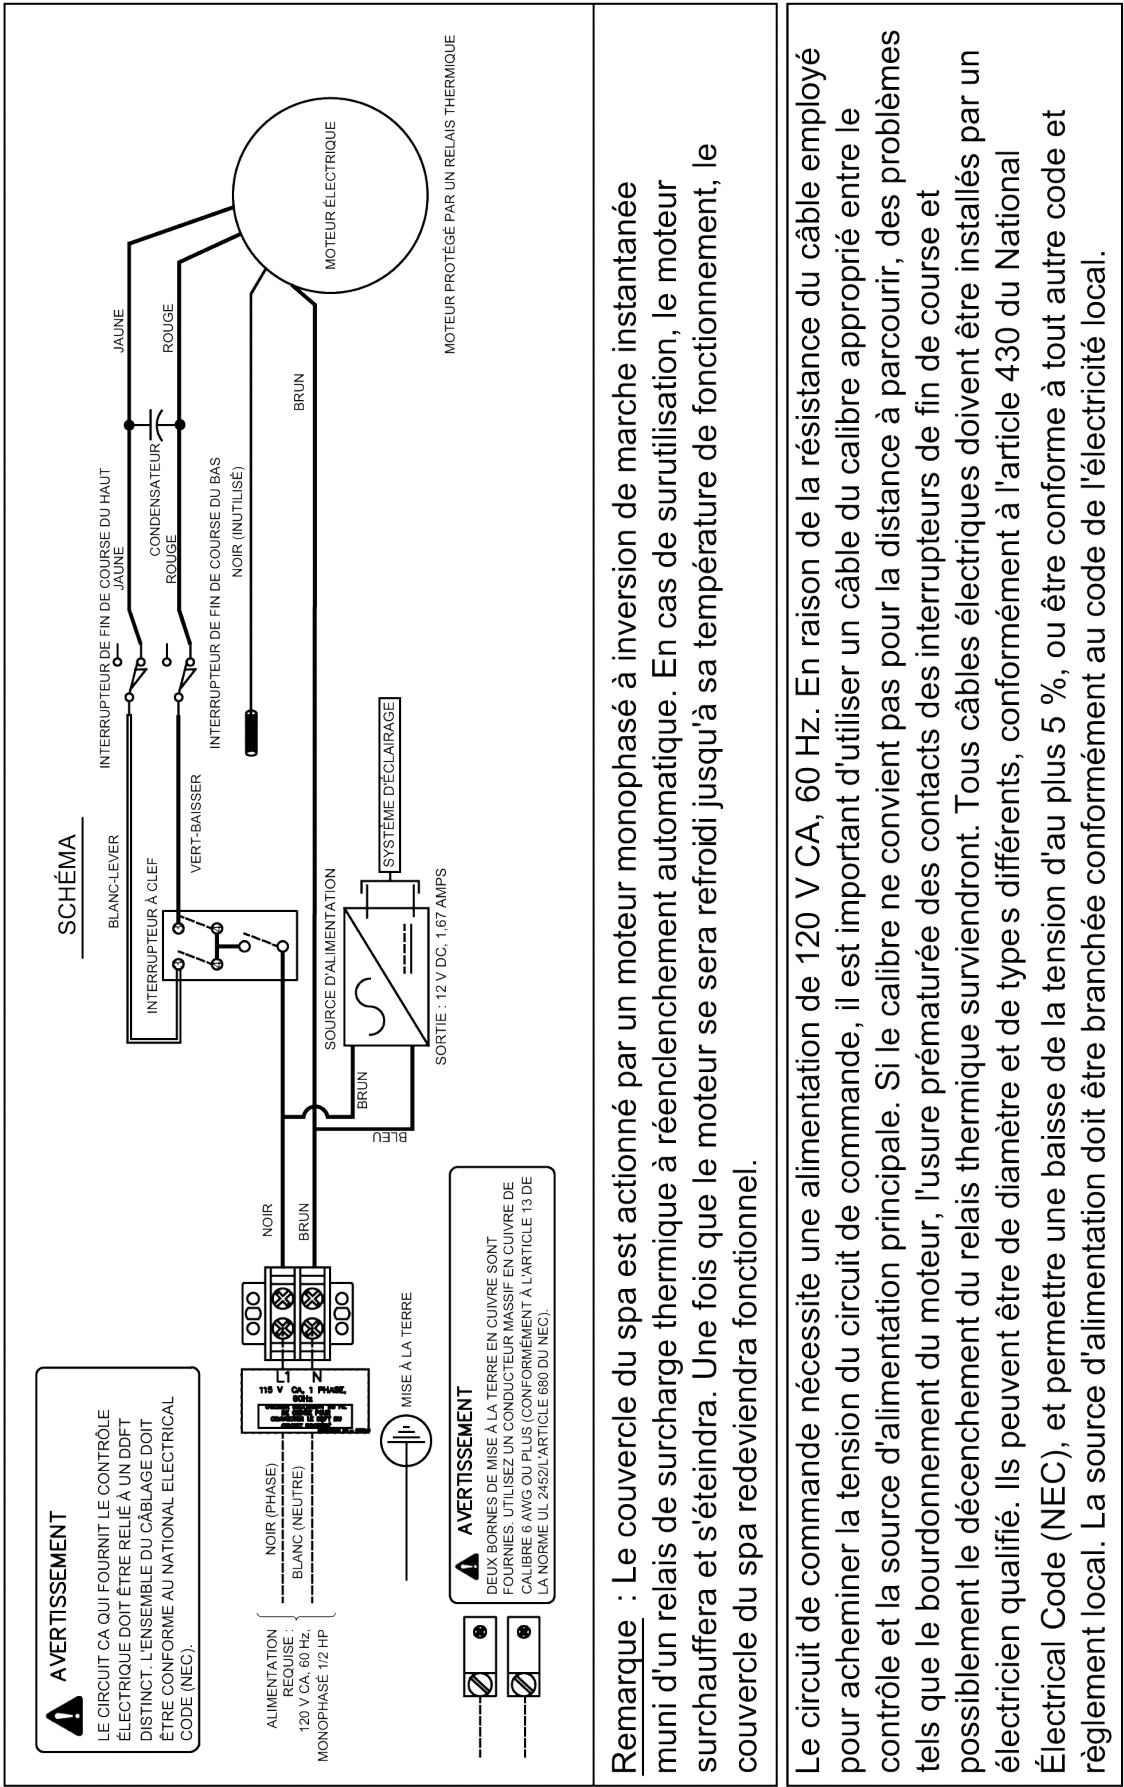 SCHÉMA
AVERTISSEMENT
LE CIRCUIT CA QUI FOURNIT LE CONTRÔLE
ÉLECTRIQUE DOIT ÊTRE RELIÉ À UN DDFT
DISTINCT. L'ENSEMBLE DU CÂBLAGE DOIT
ÊTRE CONFORME AU NATIONAL ELECTRICAL
CODE (NEC).
ALIMENTATION
REQUISE :
120 V CA, 60 Hz,
MONOPHASÉ 1/2 HP
NOIR (PHASE)
BLANC (NEUTRE)
L1
N
115 V CA, 1 PHASE,
60Hz
MISE À LA TERRE
NOIR
BRUN
AVERTISSEMENT
DEUX BORNES DE MISE À LA TERRE EN CUIVRE SONT
FOURNIES. UTILISEZ UN CONDUCTEUR MASSIF EN CUIVRE DE
CALIBRE 6 AWG OU PLUS (CONFORMÉMENT À L'ARTICLE 13 DE
LA NORME UL 2452/L'ARTICLE 680 DU NEC).
BLANC-LEVER
INTERRUPTEUR À CLEF
VERT-BAISSER
BRUN
BLEU
SOURCE D'ALIMENTATION
SORTIE : 12 V DC, 1,67 AMPS
SYSTÈME D'ÉCLAIRAGE
INTERRUPTEUR DE FIN DE COURSE DU HAUT
JAUNE
CONDENSATEUR
ROUGE
INTERRUPTEUR DE FIN DE COURSE DU BAS
NOIR (INUTILISÉ)
BRUN
JAUNE
ROUGE
MOTEUR ÉLECTRIQUE
MOTEUR PROTÉGÉ PAR UN RELAIS THERMIQUE
Remarque : Le couvercle du spa est actionné par un moteur monophasé à inversion de marche instantanée
muni d'un relais de surcharge thermique à réenclenchement automatique. En cas de surutilisation, le moteur
surchauffera et s'éteindra. Une fois que le moteur se sera refroidi jusqu'à sa température de fonctionnement, le
couvercle du spa redeviendra fonctionnel.
Le circuit de commande nécessite une alimentation de 120 V CA, 60 Hz. En raison de la résistance du câble employé
pour acheminer la tension du circuit de commande, il est important d'utiliser un câble du calibre approprié entre le
contrôle et la source d'alimentation principale. Si le calibre ne convient pas pour la distance à parcourir, des problèmes
tels que le bourdonnement du moteur, l'usure prématurée des contacts des interrupteurs de fin de course et
possiblement le décenchement du relais thermique surviendront. Tous câbles électriques doivent être installés par un
électricien qualifié. Ils peuvent être de diamètre et de types différents, conformément à l'article 430 du National
Électrical Code (NEC), et permettre une baisse de la tension d'au plus 5 %, ou être conforme à tout autre code et
règlement local. La source d'alimentation doit être branchée conformément au code de l'électricité local.